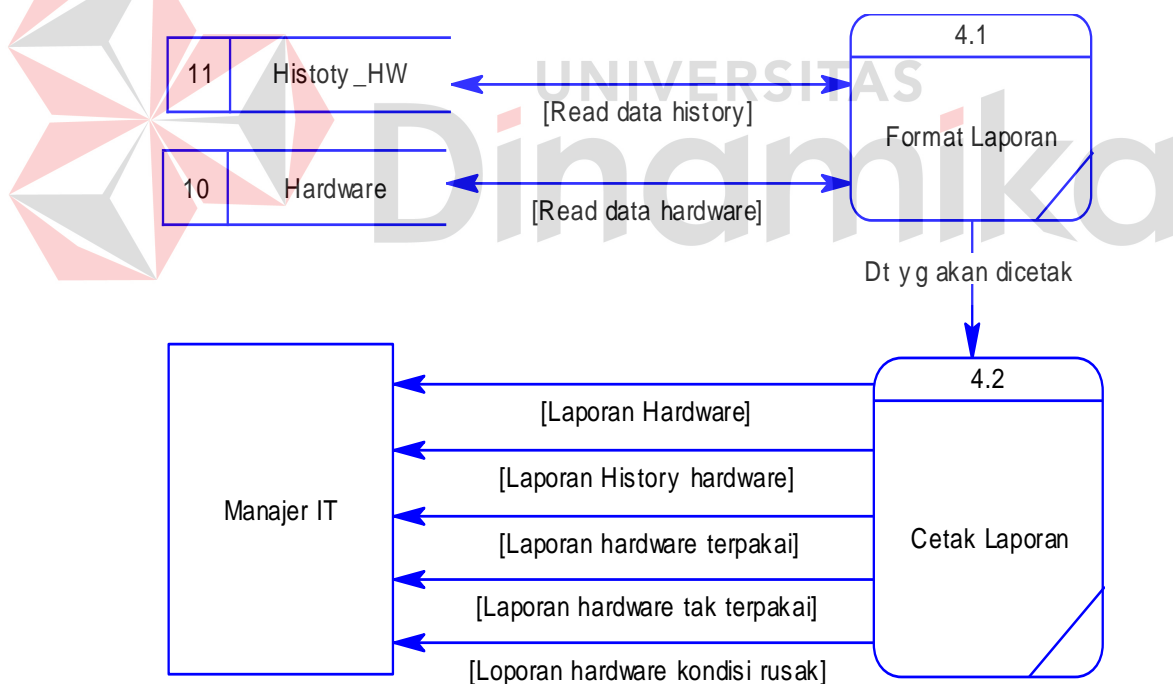 4.1
11
Histoty_HW
UNIVERSITAS
[Read data history]
Format Laporan
Dinamika
10
Hardware
[Read data hardware]
Dt yg akan dicetak
4.2
[Laporan Hardware]
[Laporan History hardware]
Manajer IT
[Laporan hardware terpakai]
Cetak Laporan
[Laporan hardware tak terpakai]
[Loporan hardware kondisi rusak]